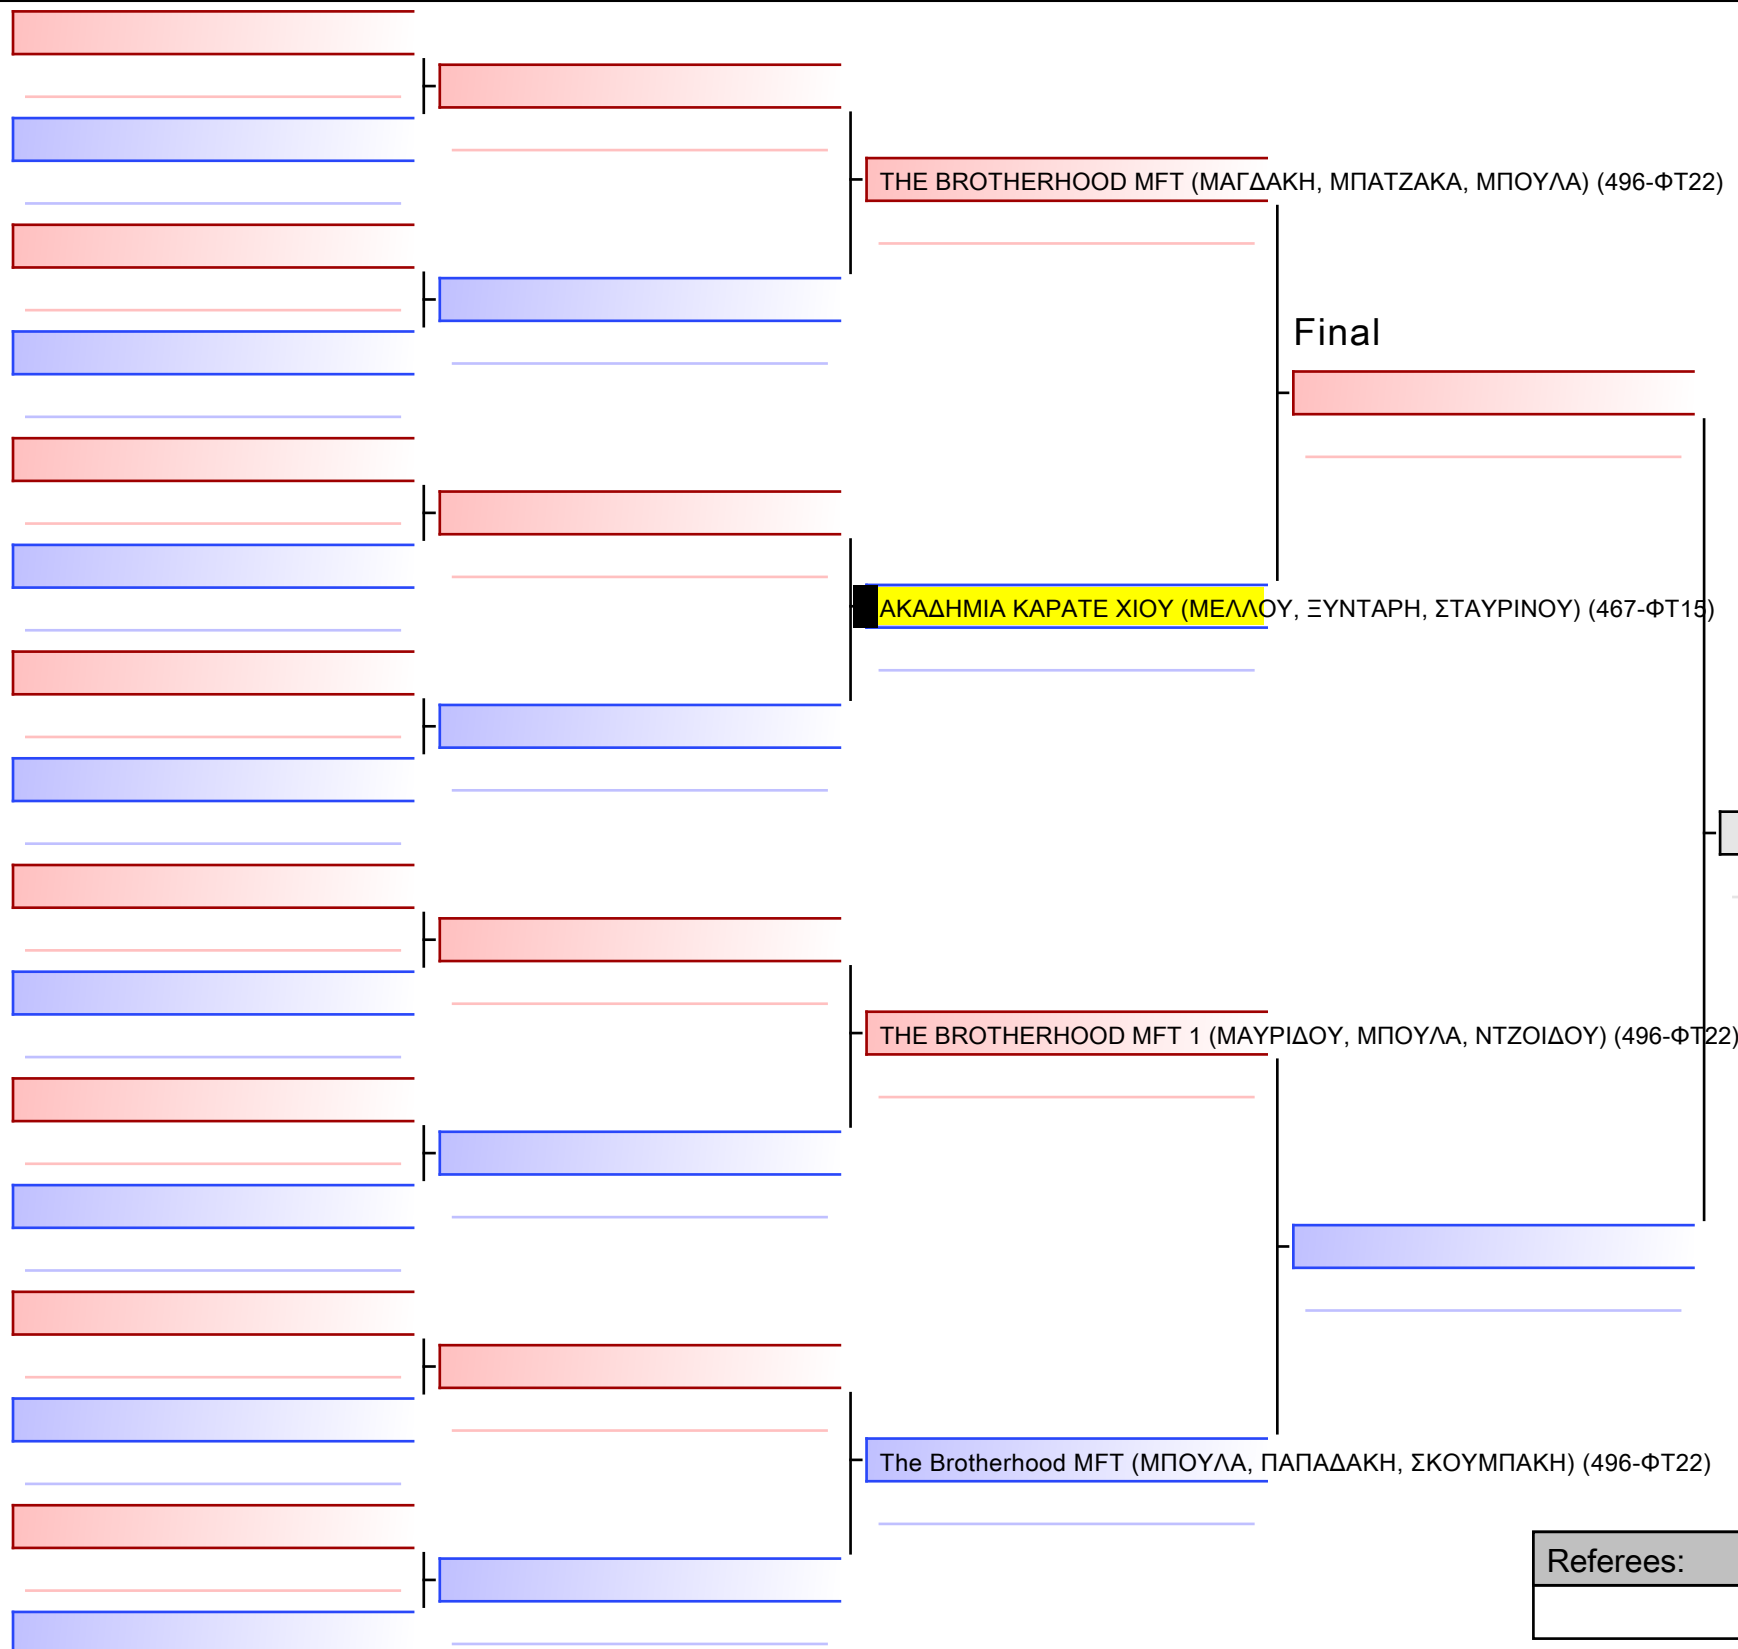 THE BROTHERHOOD MFT (ΜΑΓΔΑΚΗ, ΜΠΑΤΖΑΚΑ, ΜΠΟΥΛΑ) (496-ΦΤ22)
Final
ΑΚΑΔΗΜΙΑ ΚΑΡΑΤΕ ΧΙΟΥ (ΜΕΛΛΟΥ, ΞΥΝΤΑΡΗ, ΣΤΑΥΡΙΝΟΥ) (467-ΦΤ15)
THE BROTHERHOOD MFT 1 (ΜΑΥΡΙΔΟΥ, ΜΠΟΥΛΑ, ΝΤΖΟΙΔΟΥ) (496-ΦΤ22)
The Brotherhood MFT (ΜΠΟΥΛΑ, ΠΑΠΑΔΑΚΗ, ΣΚΟΥΜΠΑΚΗ) (496-ΦΤ22)
Referees: